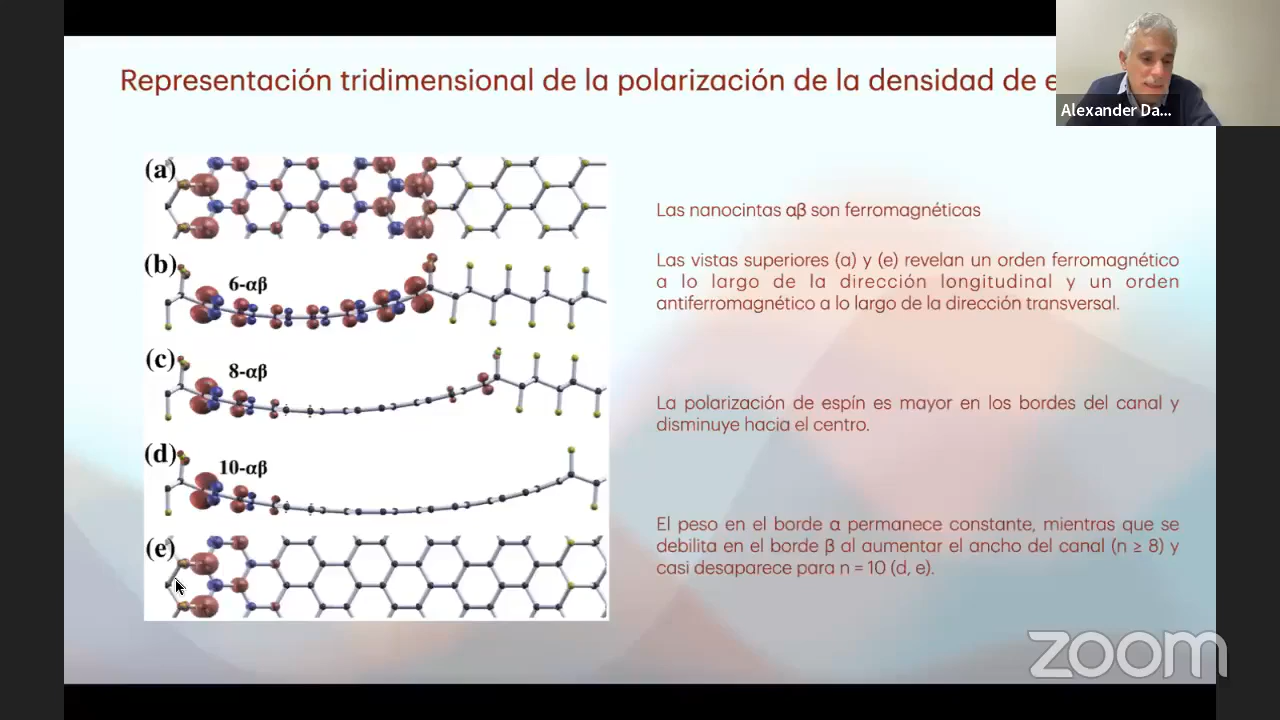 Representación tridimensional de la polarización de la densidad de e
Alexander Da...
(a)
(b)
6-αβ
(c)
8-αβ
(d)
10-αβ
(e)
Las nanocintas αβ son ferromagnéticas
Las vistas superiores (a) y (e) revelan un orden ferromagnético
a lo largo de la dirección longitudinal y un orden
antiferromagnético a lo largo de la dirección transversal.
La polarización de espín es mayor en los bordes del canal y
disminuye hacia el centro.
El peso en el borde α permanece constante, mientras que se
debilita en el borde β al aumentar el ancho del canal (n ≥ 8) y
casi desaparece para n = 10 (d, e).
zoom